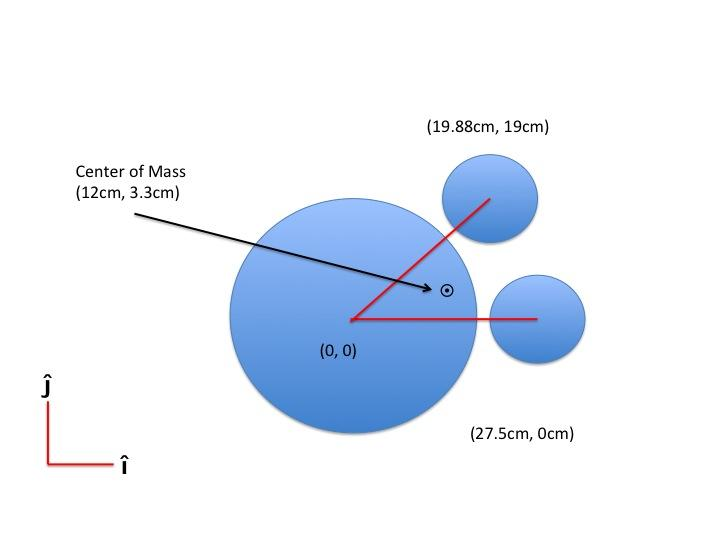 (19.88cm, 19cm)
Center of Mass
(12cm, 3.3cm)
(0, 0)
ĵ
(27.5cm, 0cm)
î